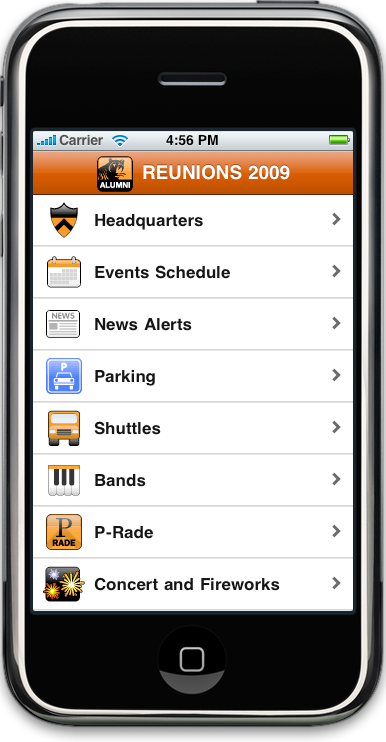 Carrier 4:56 PM
ALUMNI REUNIONS 2009
Headquarters
Events Schedule
NEWS News Alerts
P Parking
Shuttles
Bands
P RADE P-Rade
Concert and Fireworks